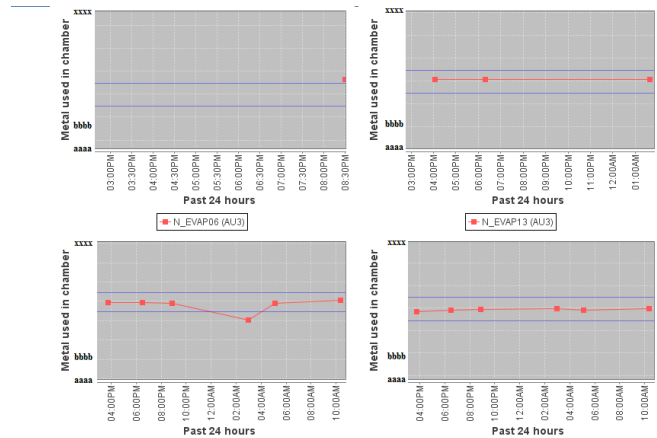 xxxx
Metal used in chamber
bbbb
aaaa
03:00PM
03:30PM
04:00PM
04:30PM
05:00PM
05:30PM
06:00PM
06:30PM
07:00PM
07:30PM
08:00PM
08:30PM
Past 24 hours
N_EVAP06 (AU3)
xxxx
Metal used in chamber
bbbb
aaaa
03:00PM
04:00PM
05:00PM
06:00PM
07:00PM
08:00PM
09:00PM
10:00PM
11:00PM
12:00AM
01:00AM
Past 24 hours
N_EVAP13 (AU3)
xxxx
Metal used in chamber
bbbb
aaaa
04:00PM
06:00PM
08:00PM
10:00PM
12:00AM
02:00AM
04:00AM
06:00AM
08:00AM
10:00AM
Past 24 hours
xxxx
Metal used in chamber
bbbb
aaaa
04:00PM
06:00PM
08:00PM
10:00PM
12:00AM
02:00AM
04:00AM
06:00AM
08:00AM
10:00AM
Past 24 hours